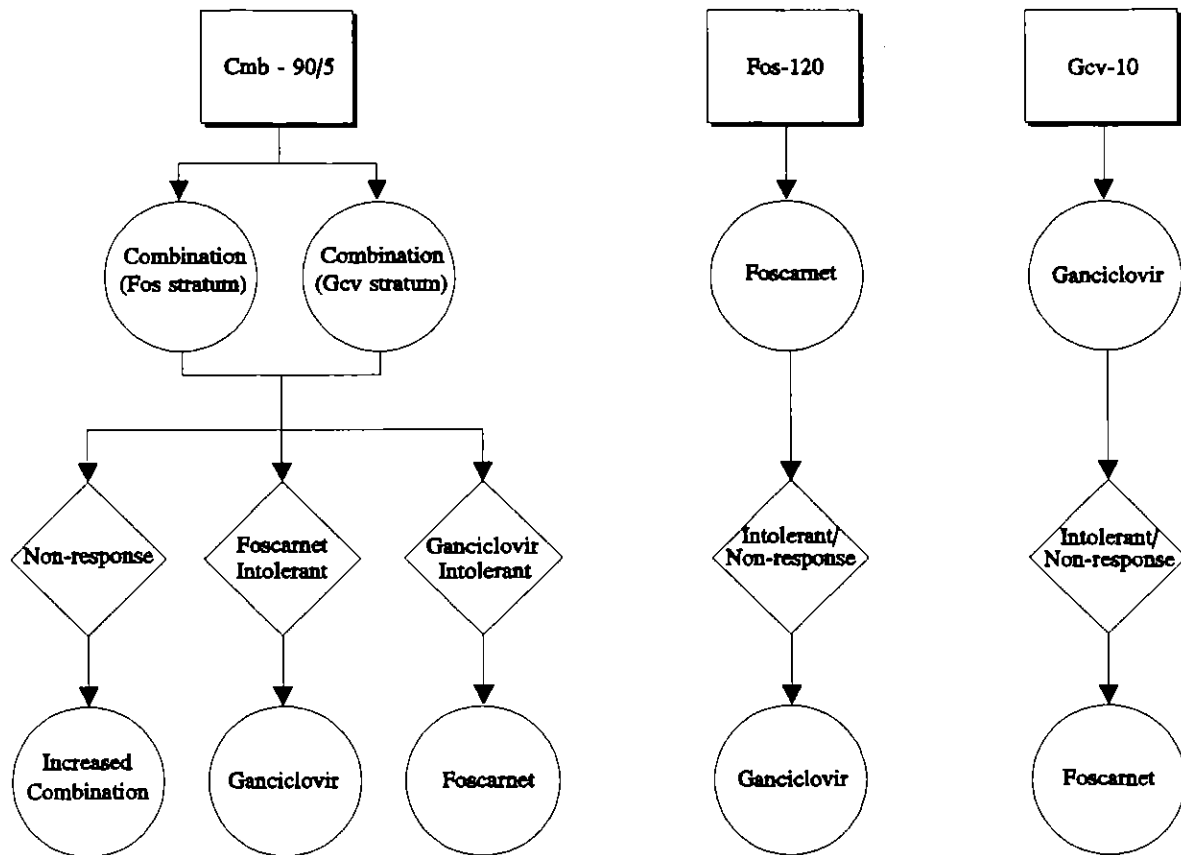 Cmb - 90/5
Fos-120
Gcv-10
Combination
(Fos stratum)
Combination
(Gcv stratum)
Foscarnet
Ganciclovir
Non-response
Foscarnet
Intolerant
Ganciclovir
Intolerant
Intolerant/
Non-response
Intolerant/
Non-response
Increased
Combination
Ganciclovir
Foscarnet
Ganciclovir
Foscarnet